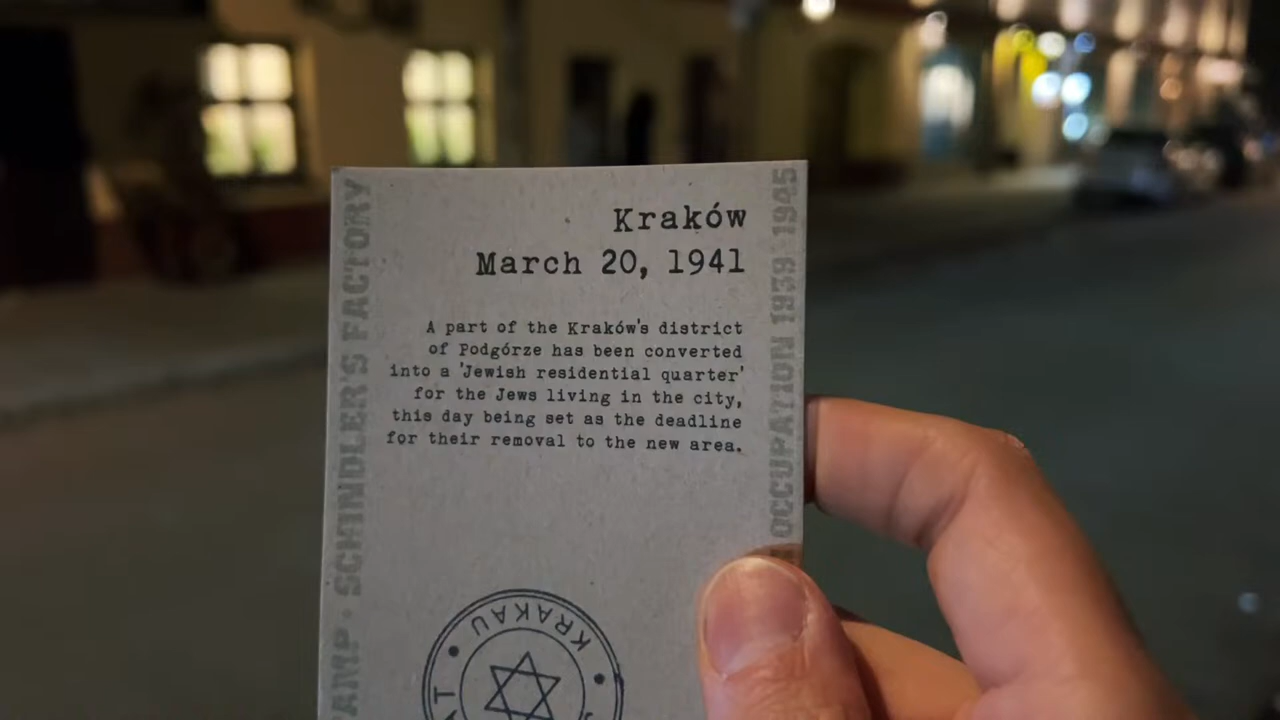 Kraków
March 20, 1941
A part of the Kraków's district
of Podgórze has been converted
into a 'Jewish residential quarter'
for the Jews living in the city,
this day being set as the deadline
for their removal to the new area.
SCHINDLER'S FACTORY
OCCUPATION 1939-1945
KRAKAU